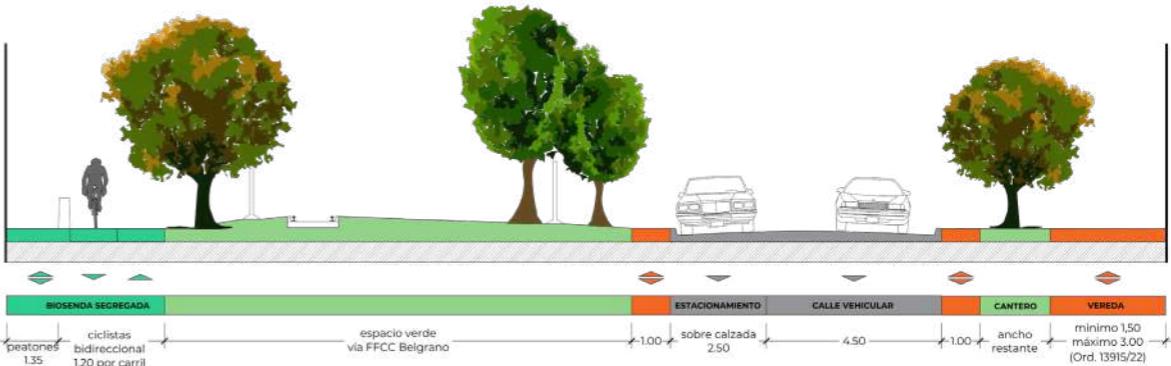 BIOSENDA SEGREGADA
ESTACIONAMIENTO
CALLE VEHICULAR
CANTERO
VEREDA
peatones
1.35
ciclistas
bidireccional
1.20 por carril
espacio verde
vía FFCC Belgrano
1.00
sobre calzada
2.50
4.50
1.00
ancho
restante
minimo 1,50
máximo 3.00
(Ord. 13915/22)